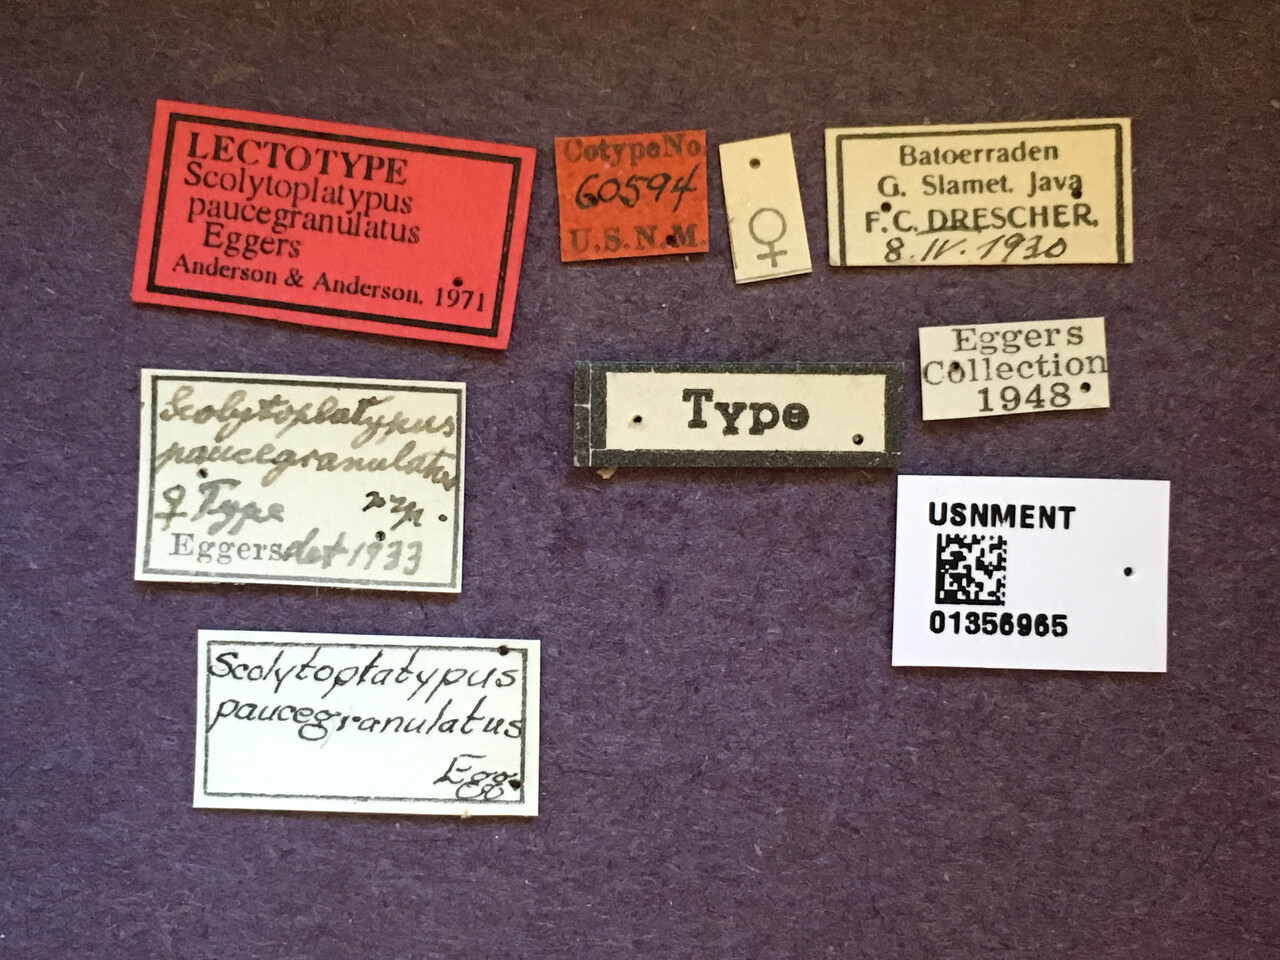 LECTOTYPE
Scolytoplatypus
paucegranulatus
Eggers
Anderson & Anderson. 1971
CotypeNo
60594
U.S.N.M.
♀
Batoerraden
G. Slamet. Java
F.C. DRESCHER.
8.IV.1930
Eggers
Collection
1948
Type
Scolytoplatypus
paucegranulatus
♀ Type
Eggers det 1933
USNMENT
01356965
Scolytoplatypus
paucegranulatus
Egg.